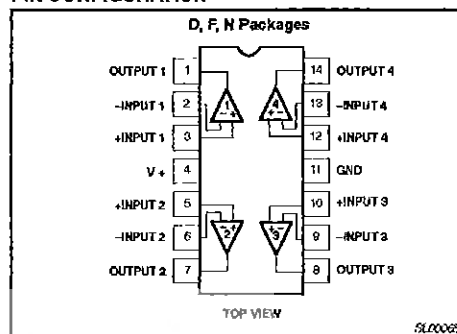 D, F, N Packages
OUTPUT 1 1 14 OUTPUT 4
–INPUT 1 2 13 –INPUT 4
+INPUT 1 3 12 +INPUT 4
V+ 4 11 GND
+INPUT 2 5 10 +INPUT 3
–INPUT 2 6 9 –INPUT 3
OUTPUT 2 7 8 OUTPUT 3
1 – +
4 + –
2 – +
3 + –
TOP VIEW